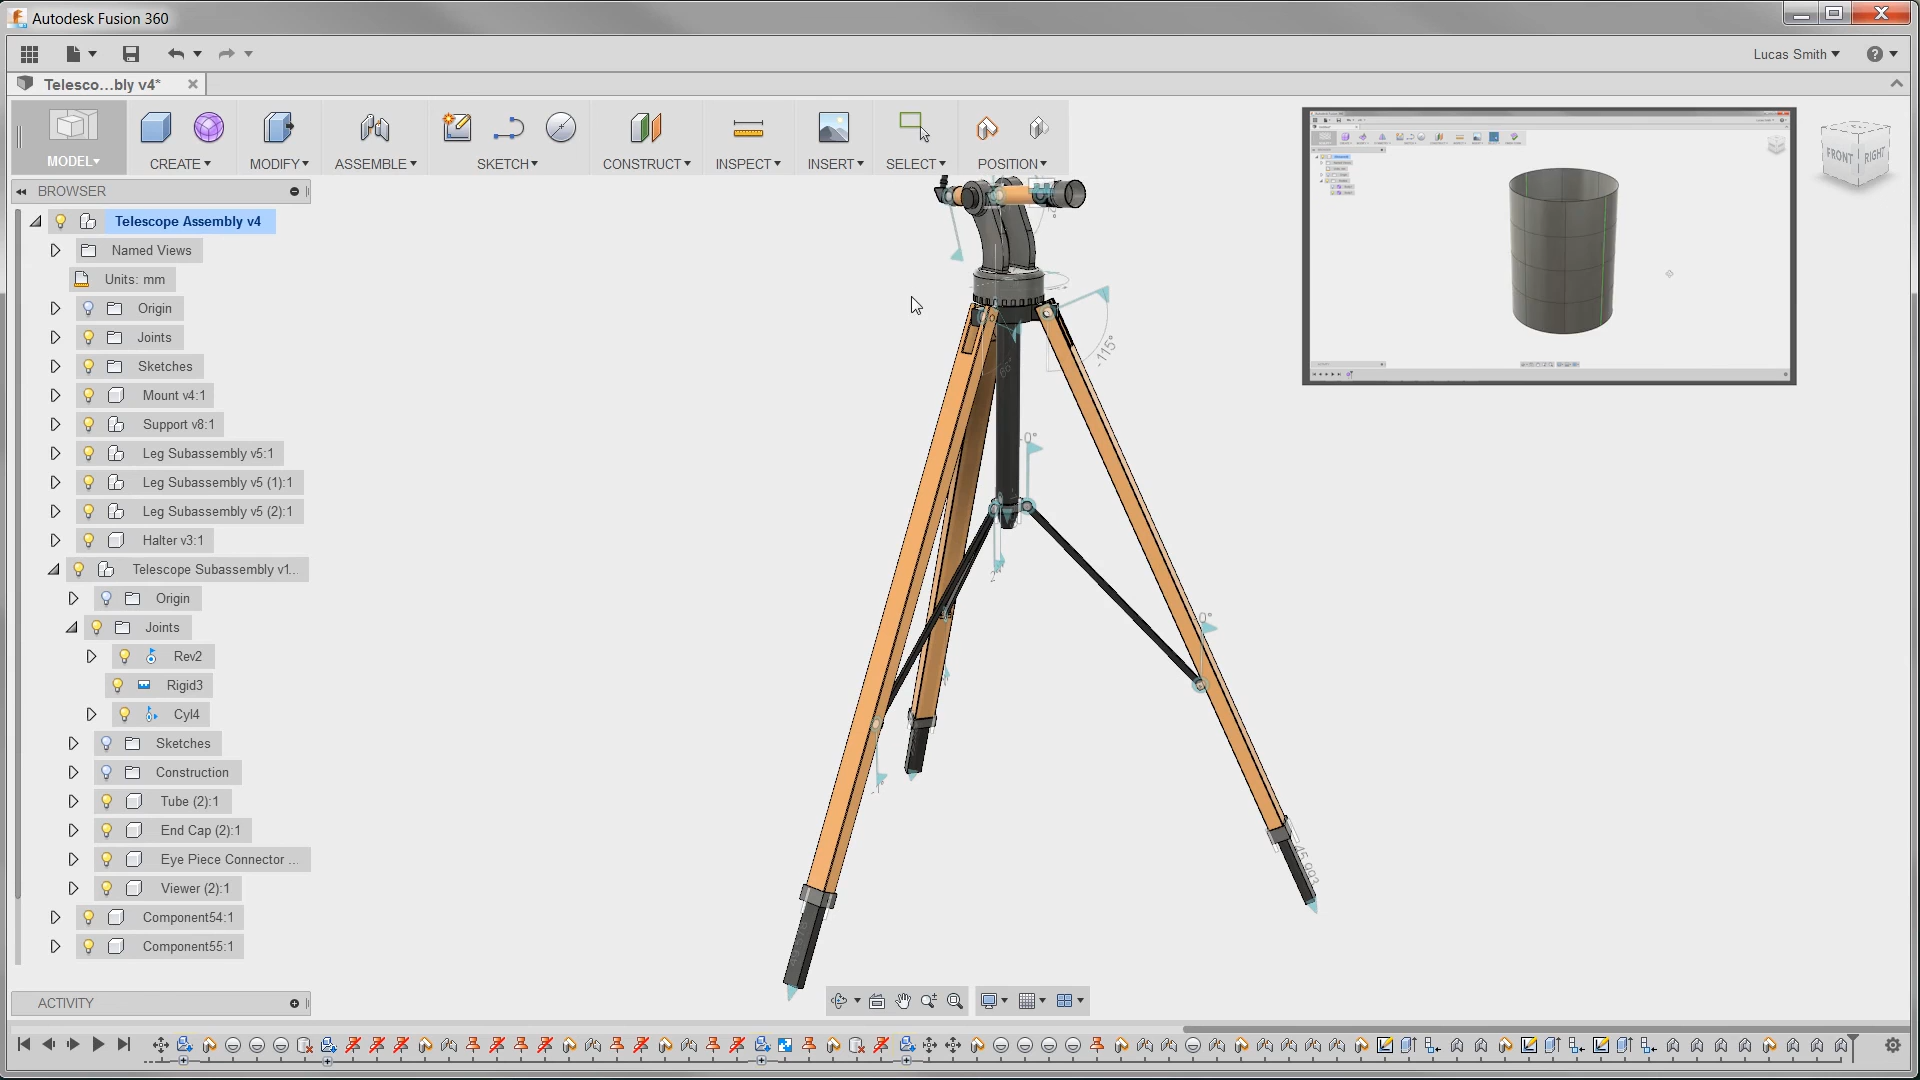 Autodesk Fusion 360
Lucas Smith
Telesco...bly v4*
MODEL
CREATE
MODIFY
ASSEMBLE
SKETCH
CONSTRUCT
INSPECT
INSERT
SELECT
POSITION
FRONT
RIGHT
BROWSER
Telescope Assembly v4
Named Views
Units: mm
Origin
Joints
Sketches
Mount v4:1
Support v8:1
Leg Subassembly v5:1
Leg Subassembly v5 (1):1
Leg Subassembly v5 (2):1
Halter v3:1
Telescope Subassembly v1...
Origin
Joints
Rev2
Rigid3
Cyl4
Sketches
Construction
Tube (2):1
End Cap (2):1
Eye Piece Connector ...
Viewer (2):1
Component54:1
Component55:1
-115°
0°
0°
ACTIVITY